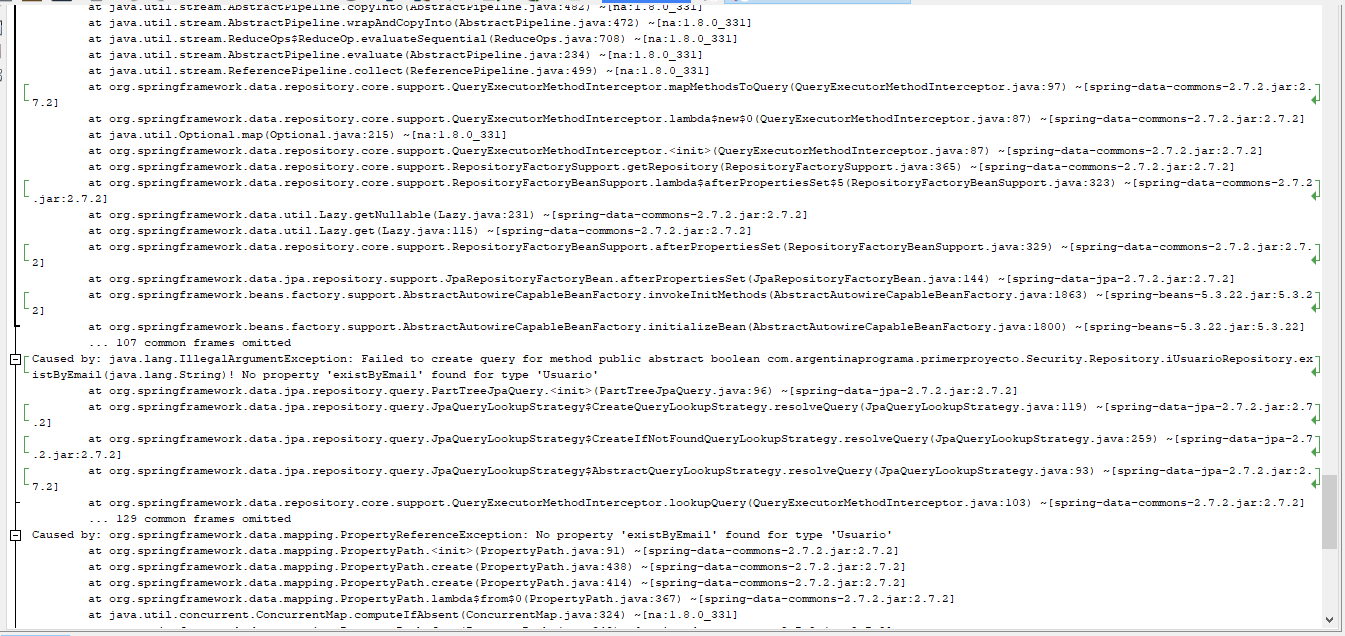 at java.util.stream.AbstractPipeline.copyInto(AbstractPipeline.java:482) ~[na:1.8.0_331]
at java.util.stream.AbstractPipeline.wrapAndCopyInto(AbstractPipeline.java:472) ~[na:1.8.0_331]
at java.util.stream.ReduceOps$ReduceOp.evaluateSequential(ReduceOps.java:708) ~[na:1.8.0_331]
at java.util.stream.AbstractPipeline.evaluate(AbstractPipeline.java:234) ~[na:1.8.0_331]
at java.util.stream.ReferencePipeline.collect(ReferencePipeline.java:499) ~[na:1.8.0_331]
at org.springframework.data.repository.core.support.QueryExecutorMethodInterceptor.mapMethodsToQuery(QueryExecutorMethodInterceptor.java:97) ~[spring-data-commons-2.7.2.jar:2.
7.2]
at org.springframework.data.repository.core.support.QueryExecutorMethodInterceptor.lambda$new$0(QueryExecutorMethodInterceptor.java:87) ~[spring-data-commons-2.7.2.jar:2.7.2]
at java.util.Optional.map(Optional.java:215) ~[na:1.8.0_331]
at org.springframework.data.repository.core.support.QueryExecutorMethodInterceptor.<init>(QueryExecutorMethodInterceptor.java:87) ~[spring-data-commons-2.7.2.jar:2.7.2]
at org.springframework.data.repository.core.support.RepositoryFactorySupport.getRepository(RepositoryFactorySupport.java:365) ~[spring-data-commons-2.7.2.jar:2.7.2]
at org.springframework.data.repository.core.support.RepositoryFactoryBeanSupport.lambda$afterPropertiesSet$5(RepositoryFactoryBeanSupport.java:323) ~[spring-data-commons-2.7.2
.jar:2.7.2]
at org.springframework.data.util.Lazy.getNullable(Lazy.java:231) ~[spring-data-commons-2.7.2.jar:2.7.2]
at org.springframework.data.util.Lazy.get(Lazy.java:115) ~[spring-data-commons-2.7.2.jar:2.7.2]
at org.springframework.data.repository.core.support.RepositoryFactoryBeanSupport.afterPropertiesSet(RepositoryFactoryBeanSupport.java:329) ~[spring-data-commons-2.7.2.jar:2.7.
2]
at org.springframework.data.jpa.repository.support.JpaRepositoryFactoryBean.afterPropertiesSet(JpaRepositoryFactoryBean.java:144) ~[spring-data-jpa-2.7.2.jar:2.7.2]
at org.springframework.beans.factory.support.AbstractAutowireCapableBeanFactory.invokeInitMethods(AbstractAutowireCapableBeanFactory.java:1863) ~[spring-beans-5.3.22.jar:5.3.2
2]
at org.springframework.beans.factory.support.AbstractAutowireCapableBeanFactory.initializeBean(AbstractAutowireCapableBeanFactory.java:1800) ~[spring-beans-5.3.22.jar:5.3.22]
... 107 common frames omitted
Caused by: java.lang.IllegalArgumentException: Failed to create query for method public abstract boolean com.argentinaprograma.primerproyecto.Security.Repository.iUsuarioRepository.ex
istByEmail(java.lang.String)! No property 'existByEmail' found for type 'Usuario'
at org.springframework.data.jpa.repository.query.PartTreeJpaQuery.<init>(PartTreeJpaQuery.java:96) ~[spring-data-jpa-2.7.2.jar:2.7.2]
at org.springframework.data.jpa.repository.query.JpaQueryLookupStrategy$CreateQueryLookupStrategy.resolveQuery(JpaQueryLookupStrategy.java:119) ~[spring-data-jpa-2.7.2.jar:2.7
.2]
at org.springframework.data.jpa.repository.query.JpaQueryLookupStrategy$CreateIfNotFoundQueryLookupStrategy.resolveQuery(JpaQueryLookupStrategy.java:259) ~[spring-data-jpa-2.7
.2.jar:2.7.2]
at org.springframework.data.jpa.repository.query.JpaQueryLookupStrategy$AbstractQueryLookupStrategy.resolveQuery(JpaQueryLookupStrategy.java:93) ~[spring-data-jpa-2.7.2.jar:2.
7.2]
at org.springframework.data.repository.core.support.QueryExecutorMethodInterceptor.lookupQuery(QueryExecutorMethodInterceptor.java:103) ~[spring-data-commons-2.7.2.jar:2.7.2]
... 129 common frames omitted
Caused by: org.springframework.data.mapping.PropertyReferenceException: No property 'existByEmail' found for type 'Usuario'
at org.springframework.data.mapping.PropertyPath.<init>(PropertyPath.java:91) ~[spring-data-commons-2.7.2.jar:2.7.2]
at org.springframework.data.mapping.PropertyPath.create(PropertyPath.java:438) ~[spring-data-commons-2.7.2.jar:2.7.2]
at org.springframework.data.mapping.PropertyPath.create(PropertyPath.java:414) ~[spring-data-commons-2.7.2.jar:2.7.2]
at org.springframework.data.mapping.PropertyPath.lambda$from$0(PropertyPath.java:367) ~[spring-data-commons-2.7.2.jar:2.7.2]
at java.util.concurrent.ConcurrentMap.computeIfAbsent(ConcurrentMap.java:324) ~[na:1.8.0_331]